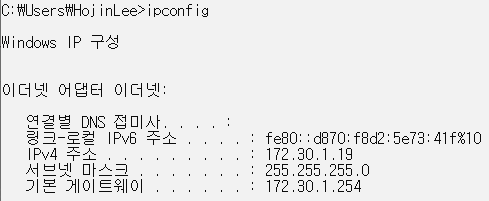 C:₩Users₩HojinLee>ipconfig
Windows IP 구성
이더넷 어댑터 이더넷:
연결별 DNS 접미사. . . . :
링크-로컬 IPv6 주소 . . . . : fe80::d870:f8d2:5e73:41f%10
IPv4 주소 . . . . . . . . . : 172.30.1.19
서브넷 마스크 . . . . . . . : 255.255.255.0
기본 게이트웨이 . . . . . . : 172.30.1.254